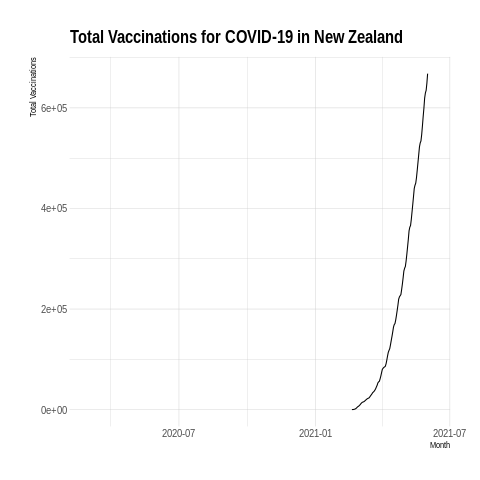 Total Vaccinations for COVID-19 in New Zealand
Total Vaccinations
6e+05
4e+05
2e+05
0e+00
2020-07
2021-01
2021-07
Month